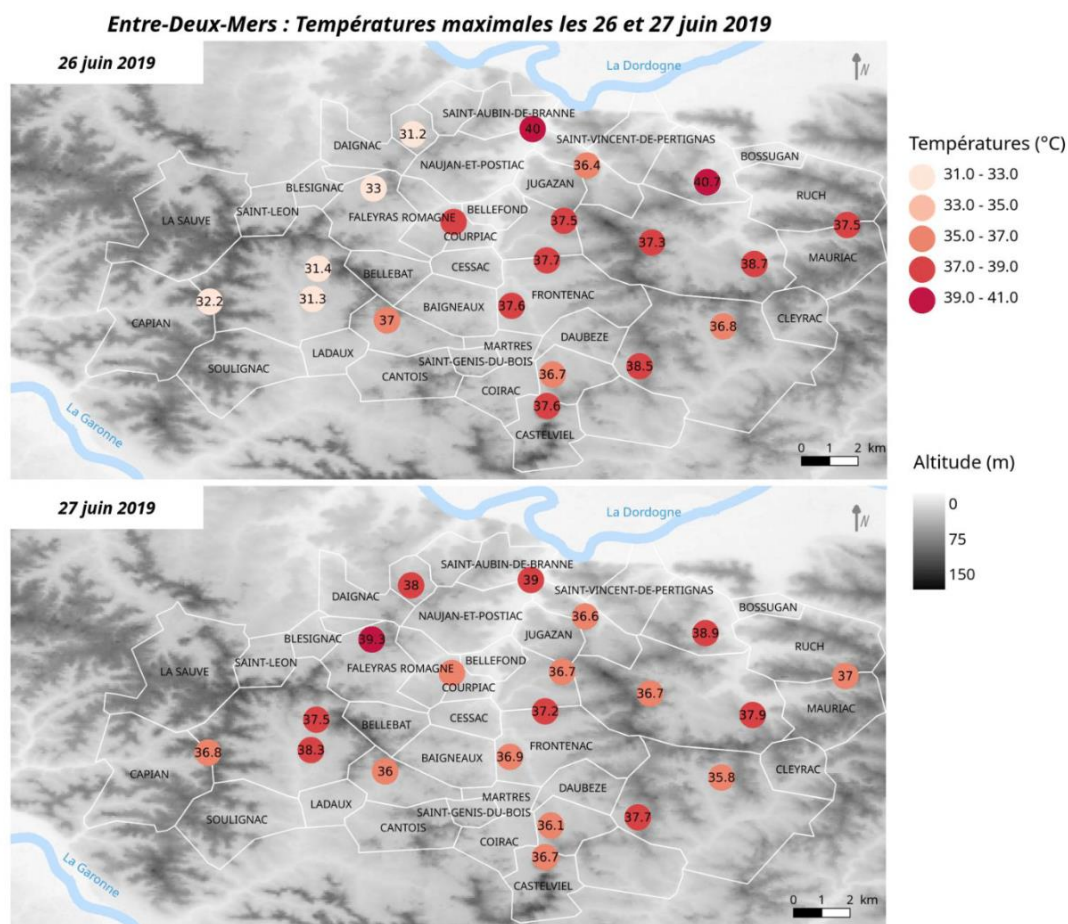 Entre-Deux-Mers : Températures maximales les 26 et 27 juin 2019
26 juin 2019
La Dordogne
N
SAINT-AUBIN-DE-BRANNE
40
31.2
DAIGNAC
SAINT-VINCENT-DE-PERTIGNAS
NAUJAN-ET-POSTIAC
36.4
BOSSUGAN
JUGAZAN
40.7
BLESIGNAC
33
RUCH
SAINT-LEON
LA SAUVE
FALEYRAS ROMAGNE
BELLEFOND
37.5
37.5
COURPIAC
37.3
MAURIAC
31.4
BELLEBAT
CESSAC
37.7
38.7
32.2
31.3
BAIGNEAUX
37.6
FRONTENAC
CAPIAN
37
36.8
CLEYRAC
DAUBEZE
MARTRES
LADAUX
SAINT-GENIS-DU-BOIS
SOULIGNAC
CANTOIS
36.7
38.5
COIRAC
37.6
La Garonne
CASTELVIEL
0 1 2 km
27 juin 2019
La Dordogne
N
SAINT-AUBIN-DE-BRANNE
39
38
DAIGNAC
SAINT-VINCENT-DE-PERTIGNAS
NAUJAN-ET-POSTIAC
36.6
BOSSUGAN
JUGAZAN
38.9
BLESIGNAC
39.3
RUCH
SAINT-LEON
LA SAUVE
FALEYRAS ROMAGNE
BELLEFOND
36.7
37
COURPIAC
36.7
MAURIAC
37.5
BELLEBAT
CESSAC
37.2
37.9
36.8
38.3
BAIGNEAUX
36.9
FRONTENAC
CAPIAN
36
35.8
CLEYRAC
DAUBEZE
MARTRES
LADAUX
SAINT-GENIS-DU-BOIS
SOULIGNAC
CANTOIS
36.1
37.7
COIRAC
36.7
La Garonne
CASTELVIEL
0 1 2 km
Températures (°C)
31.0 - 33.0
33.0 - 35.0
35.0 - 37.0
37.0 - 39.0
39.0 - 41.0
Altitude (m)
0
75
150